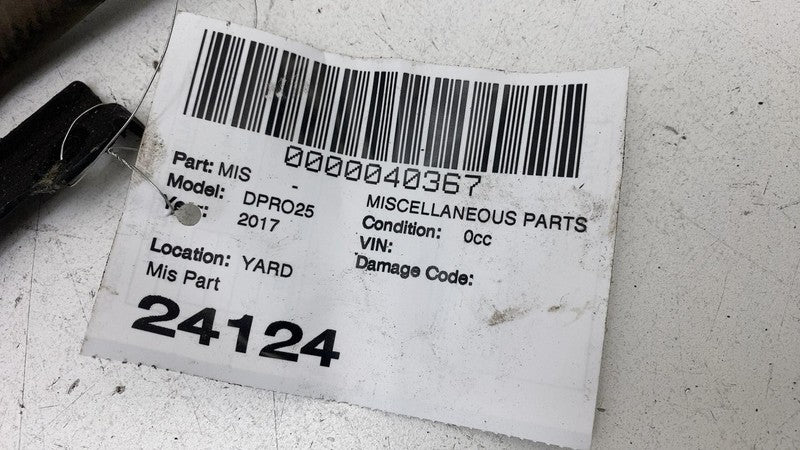 0000040367
Part: MIS - MISCELLANEOUS PARTS
Model: DPRO25 Condition: 0cc
2017 VIN:
Location: YARD Damage Code:
Mis Part
24124